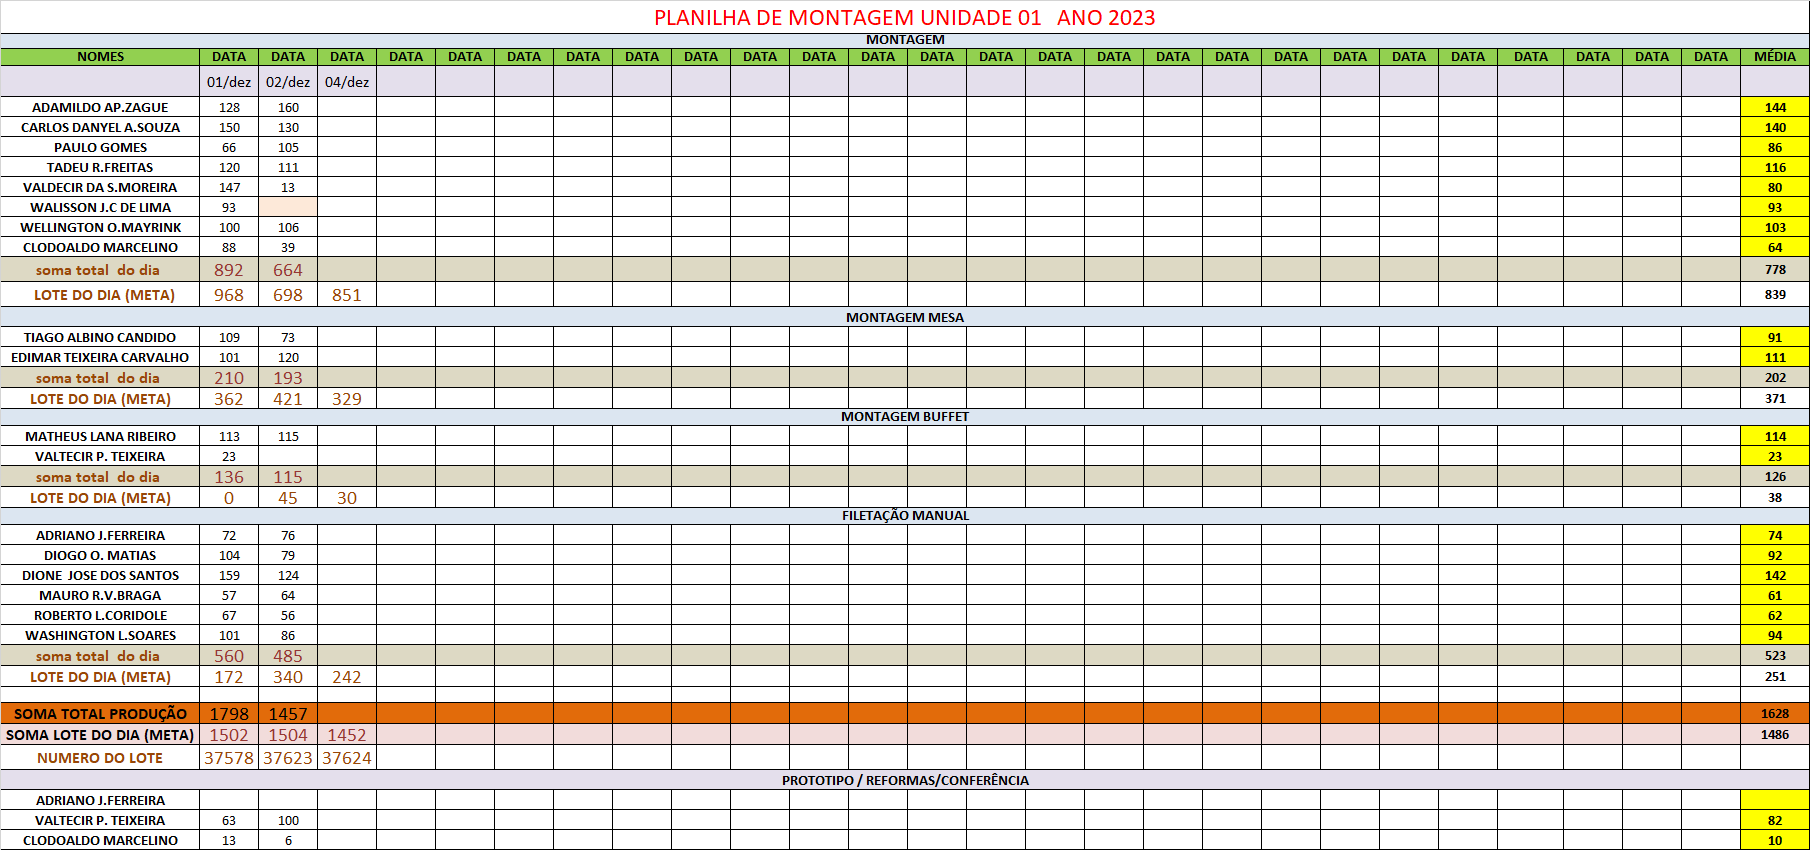 PLANILHA DE MONTAGEM UNIDADE 01 ANO 2023
MONTAGEM
NOMES DATA DATA DATA DATA DATA DATA DATA DATA DATA DATA DATA DATA DATA DATA DATA DATA DATA DATA DATA DATA DATA DATA DATA DATA DATA DATA MÉDIA
01/dez 02/dez 04/dez
ADAMILDO AP.ZAGUE 128 160 144
CARLOS DANYEL A.SOUZA 150 130 140
PAULO GOMES 66 105 86
TADEU R.FREITAS 120 111 116
VALDECIR DA S.MOREIRA 147 13 80
WALISSON J.C DE LIMA 93 93
WELLINGTON O.MAYRINK 100 106 103
CLODOALDO MARCELINO 88 39 64
soma total do dia 892 664 778
LOTE DO DIA (META) 968 698 851 839
MONTAGEM MESA
TIAGO ALBINO CANDIDO 109 73 91
EDIMAR TEIXEIRA CARVALHO 101 120 111
soma total do dia 210 193 202
LOTE DO DIA (META) 362 421 329 371
MONTAGEM BUFFET
MATHEUS LANA RIBEIRO 113 115 114
VALTECIR P. TEIXEIRA 23 23
soma total do dia 136 115 126
LOTE DO DIA (META) 0 45 30 38
FILETAÇÃO MANUAL
ADRIANO J.FERREIRA 72 76 74
DIOGO O. MATIAS 104 79 92
DIONE JOSE DOS SANTOS 159 124 142
MAURO R.V.BRAGA 57 64 61
ROBERTO L.CORIDOLE 67 56 62
WASHINGTON L.SOARES 101 86 94
soma total do dia 560 485 523
LOTE DO DIA (META) 172 340 242 251
SOMA TOTAL PRODUÇÃO 1798 1457 1628
SOMA LOTE DO DIA (META) 1502 1504 1452 1486
NUMERO DO LOTE 37578 37623 37624
PROTOTIPO / REFORMAS/CONFERÊNCIA
ADRIANO J.FERREIRA
VALTECIR P. TEIXEIRA 63 100 82
CLODOALDO MARCELINO 13 6 10